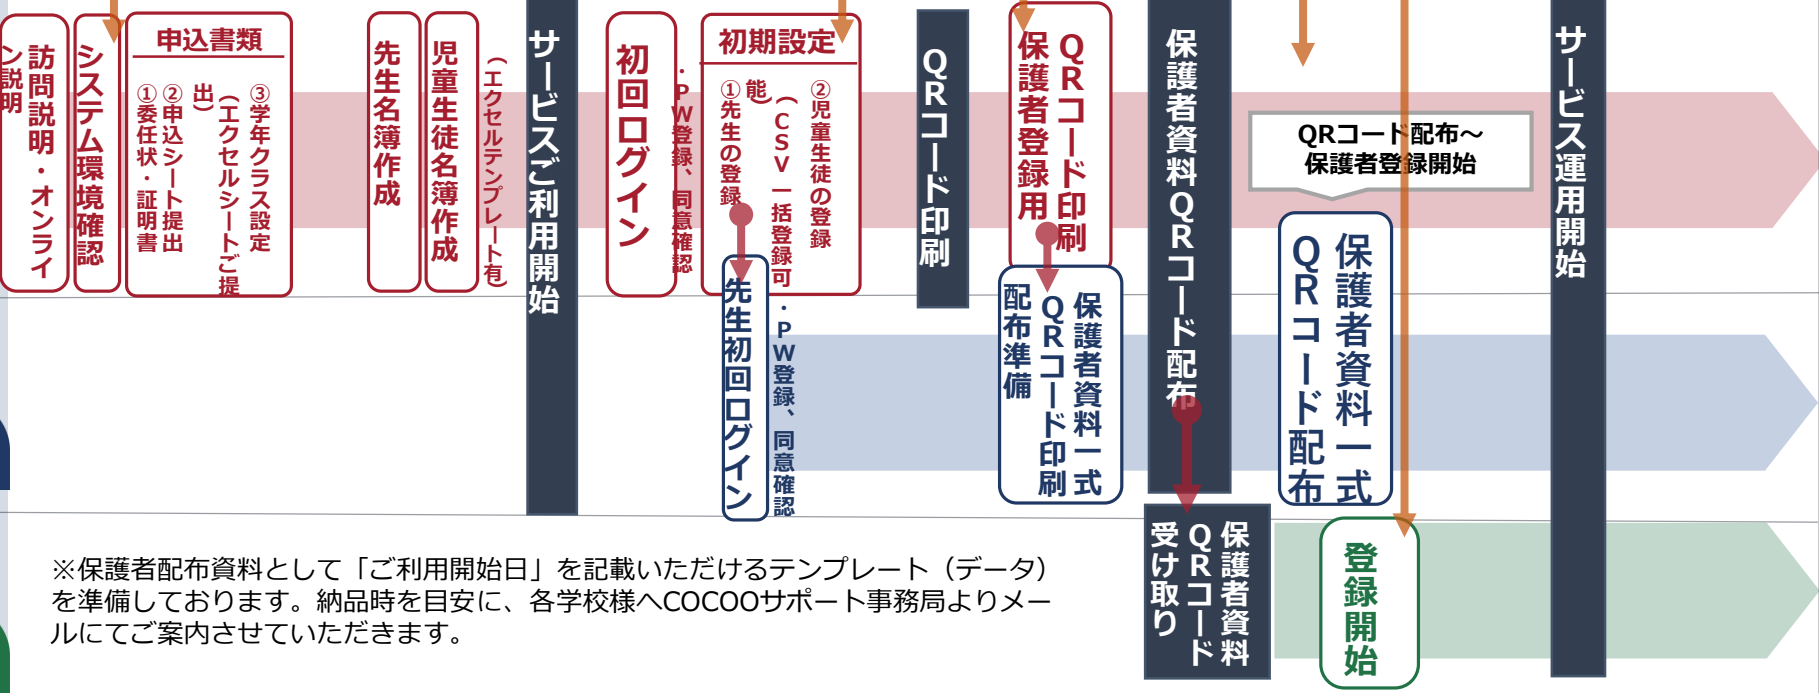 訪問説明・オンライ
ン説明
システム環境確認
申込書類
①委任状・証明書
②申込シート提出
（エクセルシートご提
出）
③学年クラス設定
先生名簿作成
児童生徒名簿作成
（エクセルテンプレート有）
サービスご利用開始
初回ログイン
・PW登録、同意確認
初期設定
①先生の登録
（CSV一括登録可
能）
②児童生徒の登録
先生初回ログイン
・PW登録、同意確認
QRコード印刷
QRコード印刷
保護者登録用
保護者資料一式
QRコード印刷
配布準備
保護者資料QRコード配布
保護者資料
QRコード
受け取り
QRコード配布～
保護者登録開始
保護者資料一式
QRコード配布
登録開始
サービス運用開始
※保護者配布資料として「ご利用開始日」を記載いただけるテンプレート（データ）
を準備しております。納品時を目安に、各学校様へCOCOOサポート事務局よりメー
ルにてご案内させていただきます。